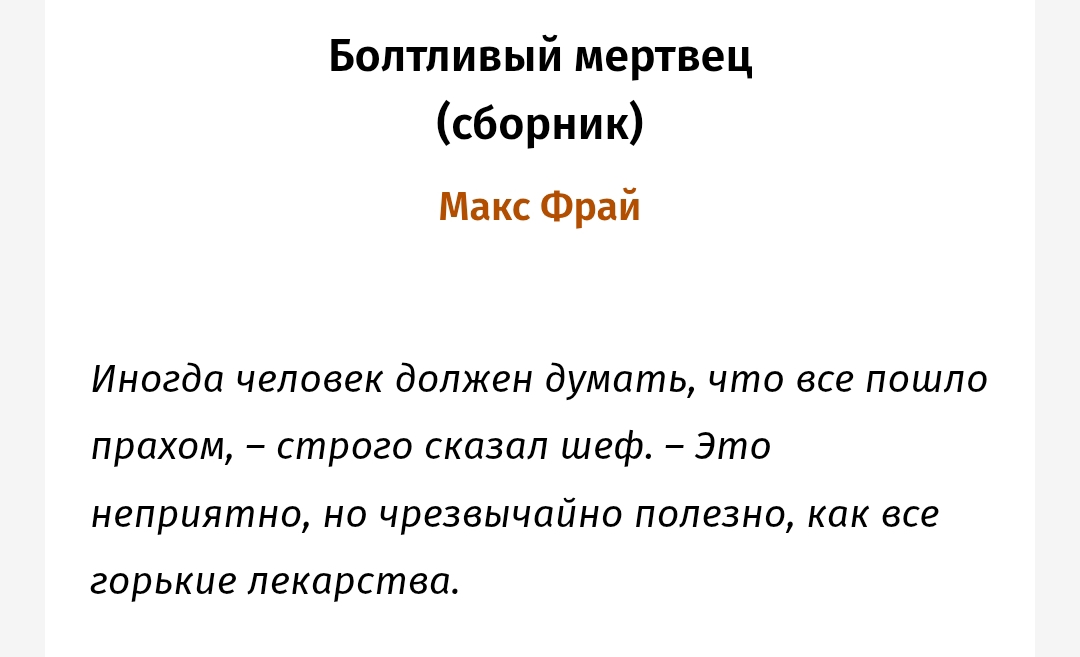 Болтливый мертвец
(сборник)
Макс Фрай
Иногда человек должен думать, что все пошло
прахом, – строго сказал шеф. – Это
неприятно, но чрезвычайно полезно, как все
горькие лекарства.